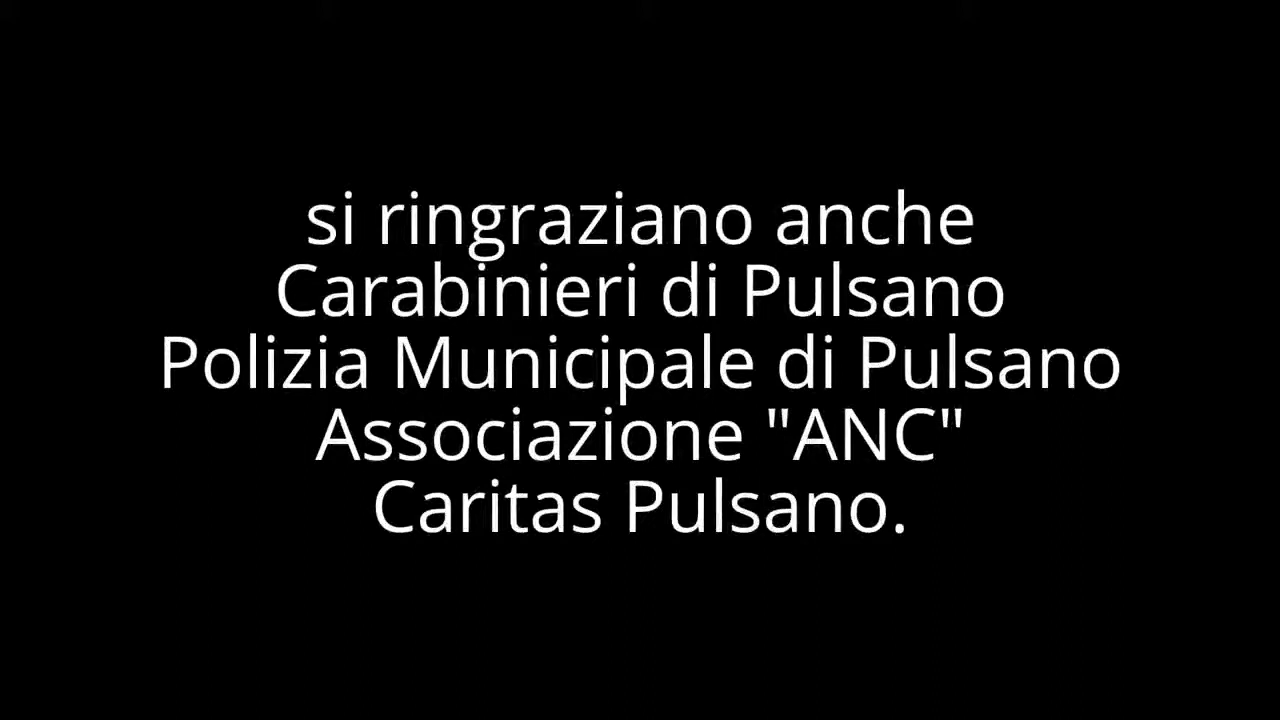 si ringraziano anche
Carabinieri di Pulsano
Polizia Municipale di Pulsano
Associazione "ANC"
Caritas Pulsano.